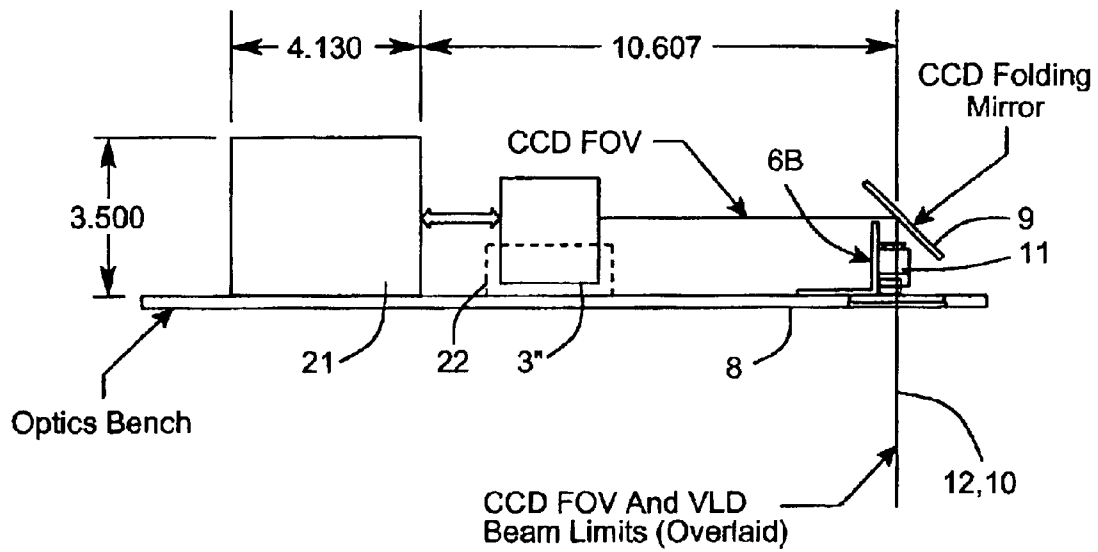 4.130
10.607
CCD Folding
Mirror
CCD FOV
6B
3.500
9
11
21
22
3"
8
Optics Bench
12,10
CCD FOV And VLD
Beam Limits (Overlaid)